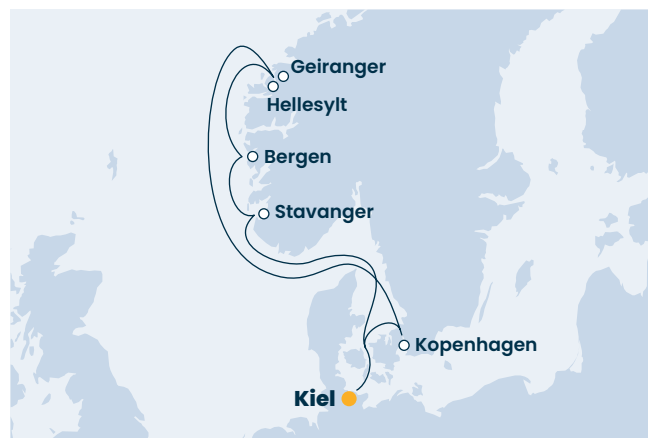 Geiranger
Hellesylt
Bergen
Stavanger
Kopenhagen
Kiel